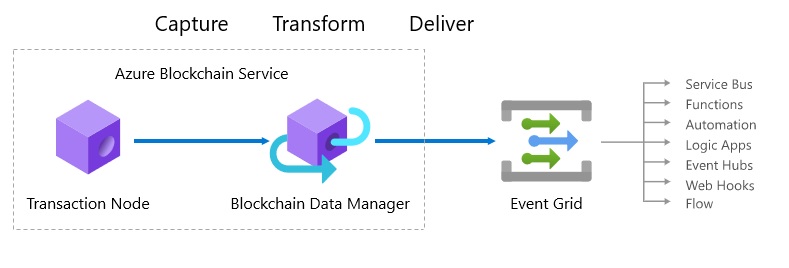 Capture Transform Deliver
Azure Blockchain Service
Transaction Node
Blockchain Data Manager
Event Grid
Service Bus
Functions
Automation
Logic Apps
Event Hubs
Web Hooks
Flow